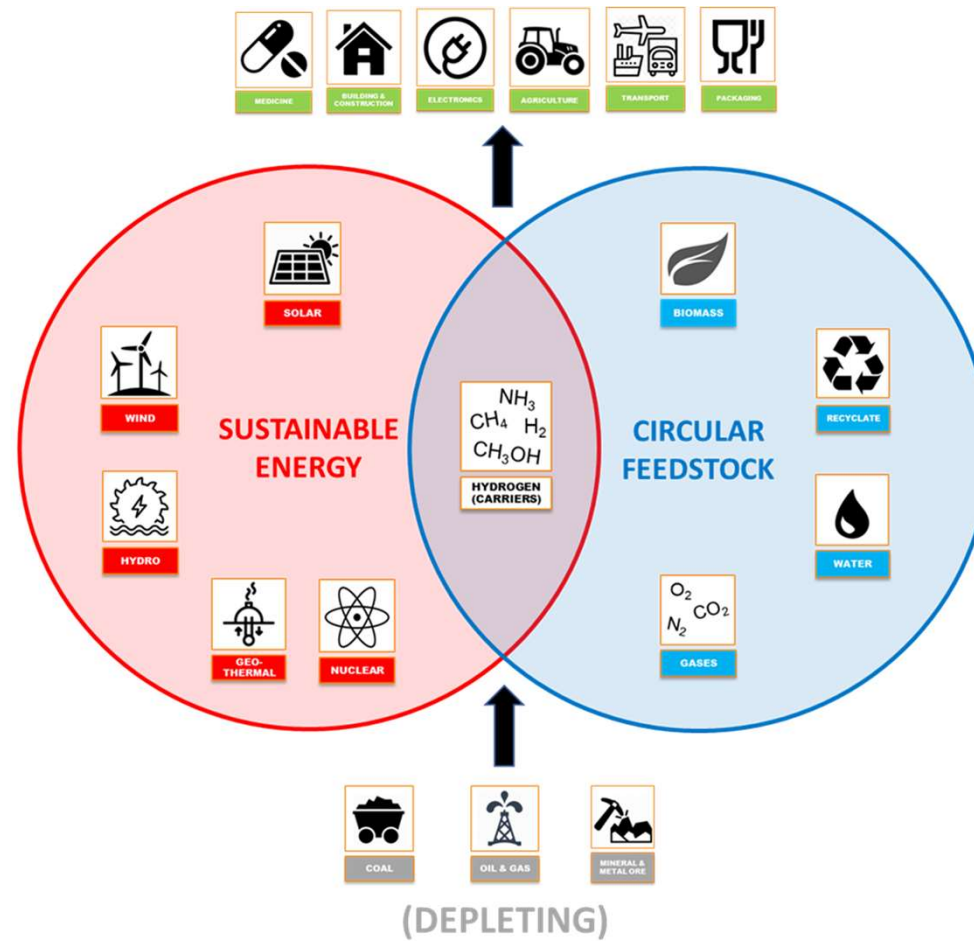 MEDICINE
BUILDING &
CONSTRUCTION
ELECTRONICS
AGRICULTURE
TRANSPORT
PACKAGING
SOLAR
BIOMASS
WIND
RECYCLATE
SUSTAINABLE
ENERGY
NH₃
CH₄ H₂
CH₃OH
HYDROGEN
(CARRIERS)
CIRCULAR
FEEDSTOCK
HYDRO
WATER
GEO-
THERMAL
NUCLEAR
O₂
CO₂
N₂
GASES
COAL
OIL & GAS
MINERAL &
METAL ORE
(DEPLETING)